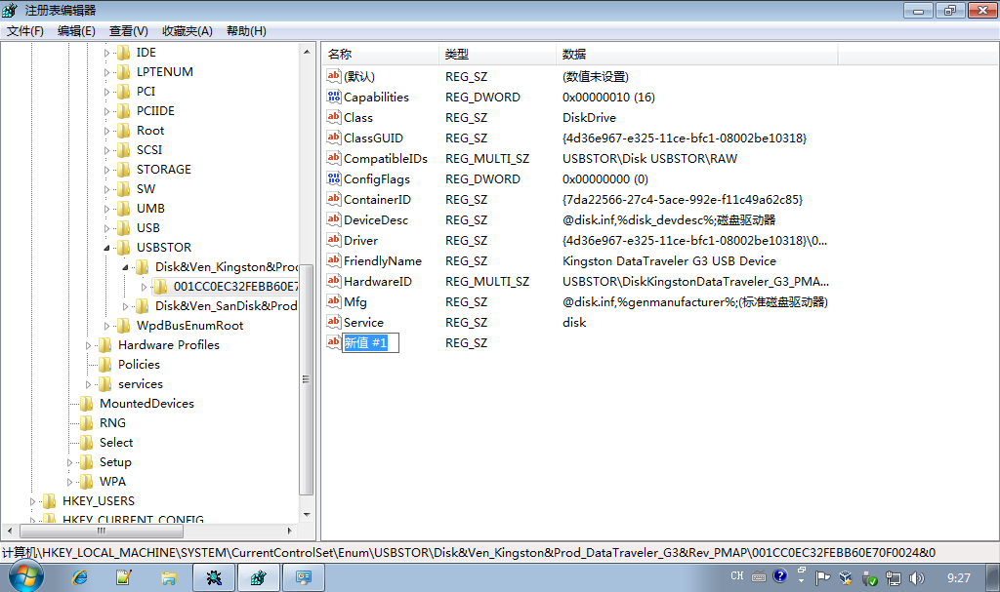 注册表编辑器
文件(F) 编辑(E) 查看(V) 收藏夹(A) 帮助(H)
IDE
LPTENUM
PCI
PCIIDE
Root
SCSI
STORAGE
SW
UMB
USB
USBSTOR
Disk&Ven_Kingston&Prod
001CC0EC32FEBB60E7
Disk&Ven_SanDisk&Prod
WpdBusEnumRoot
Hardware Profiles
Policies
services
MountedDevices
RNG
Select
Setup
WPA
HKEY_USERS
HKEY_CURRENT_CONFIG
名称 类型 数据
(默认) REG_SZ (数值未设置)
Capabilities REG_DWORD 0x00000010 (16)
Class REG_SZ DiskDrive
ClassGUID REG_SZ {4d36e967-e325-11ce-bfc1-08002be10318}
CompatibleIDs REG_MULTI_SZ USBSTOR\Disk USBSTOR\RAW
ConfigFlags REG_DWORD 0x00000000 (0)
ContainerID REG_SZ {7da22566-27c4-5ace-992e-f11c49a62c85}
DeviceDesc REG_SZ @disk.inf,%disk_devdesc%;磁盘驱动器
Driver REG_SZ {4d36e967-e325-11ce-bfc1-08002be10318}\0...
FriendlyName REG_SZ Kingston DataTraveler G3 USB Device
HardwareID REG_MULTI_SZ USBSTOR\DiskKingstonDataTraveler_G3_PMA...
Mfg REG_SZ @disk.inf,%genmanufacturer%;(标准磁盘驱动器)
Service REG_SZ disk
新值 #1 REG_SZ
计算机\HKEY_LOCAL_MACHINE\SYSTEM\CurrentControlSet\Enum\USBSTOR\Disk&Ven_Kingston&Prod_DataTraveler_G3&Rev_PMAP\001CC0EC32FEBB60E70F0024&0
CH 9:27